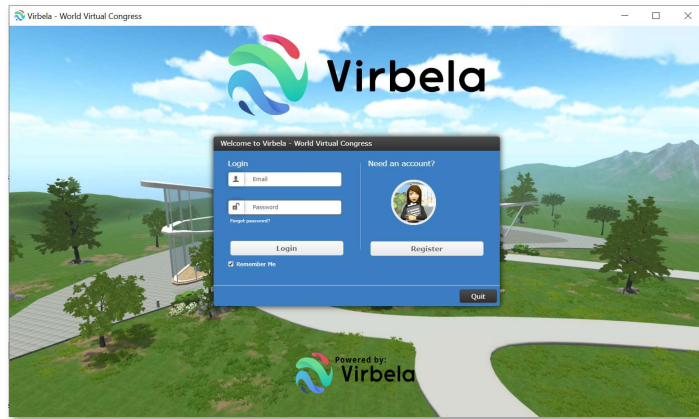 Virbela - World Virtual Congress
Virbela
Welcome to Virbela - World Virtual Congress
Login
Need an account?
Email
Password
Forgot password?
Login
Register
Remember Me
Quit
Powered by:
Virbela